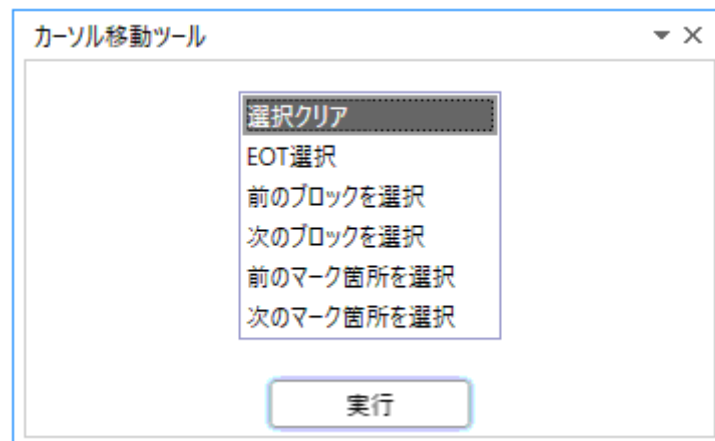 カーソル移動ツール
選択クリア
EOT選択
前のブロックを選択
次のブロックを選択
前のマーク箇所を選択
次のマーク箇所を選択
実行